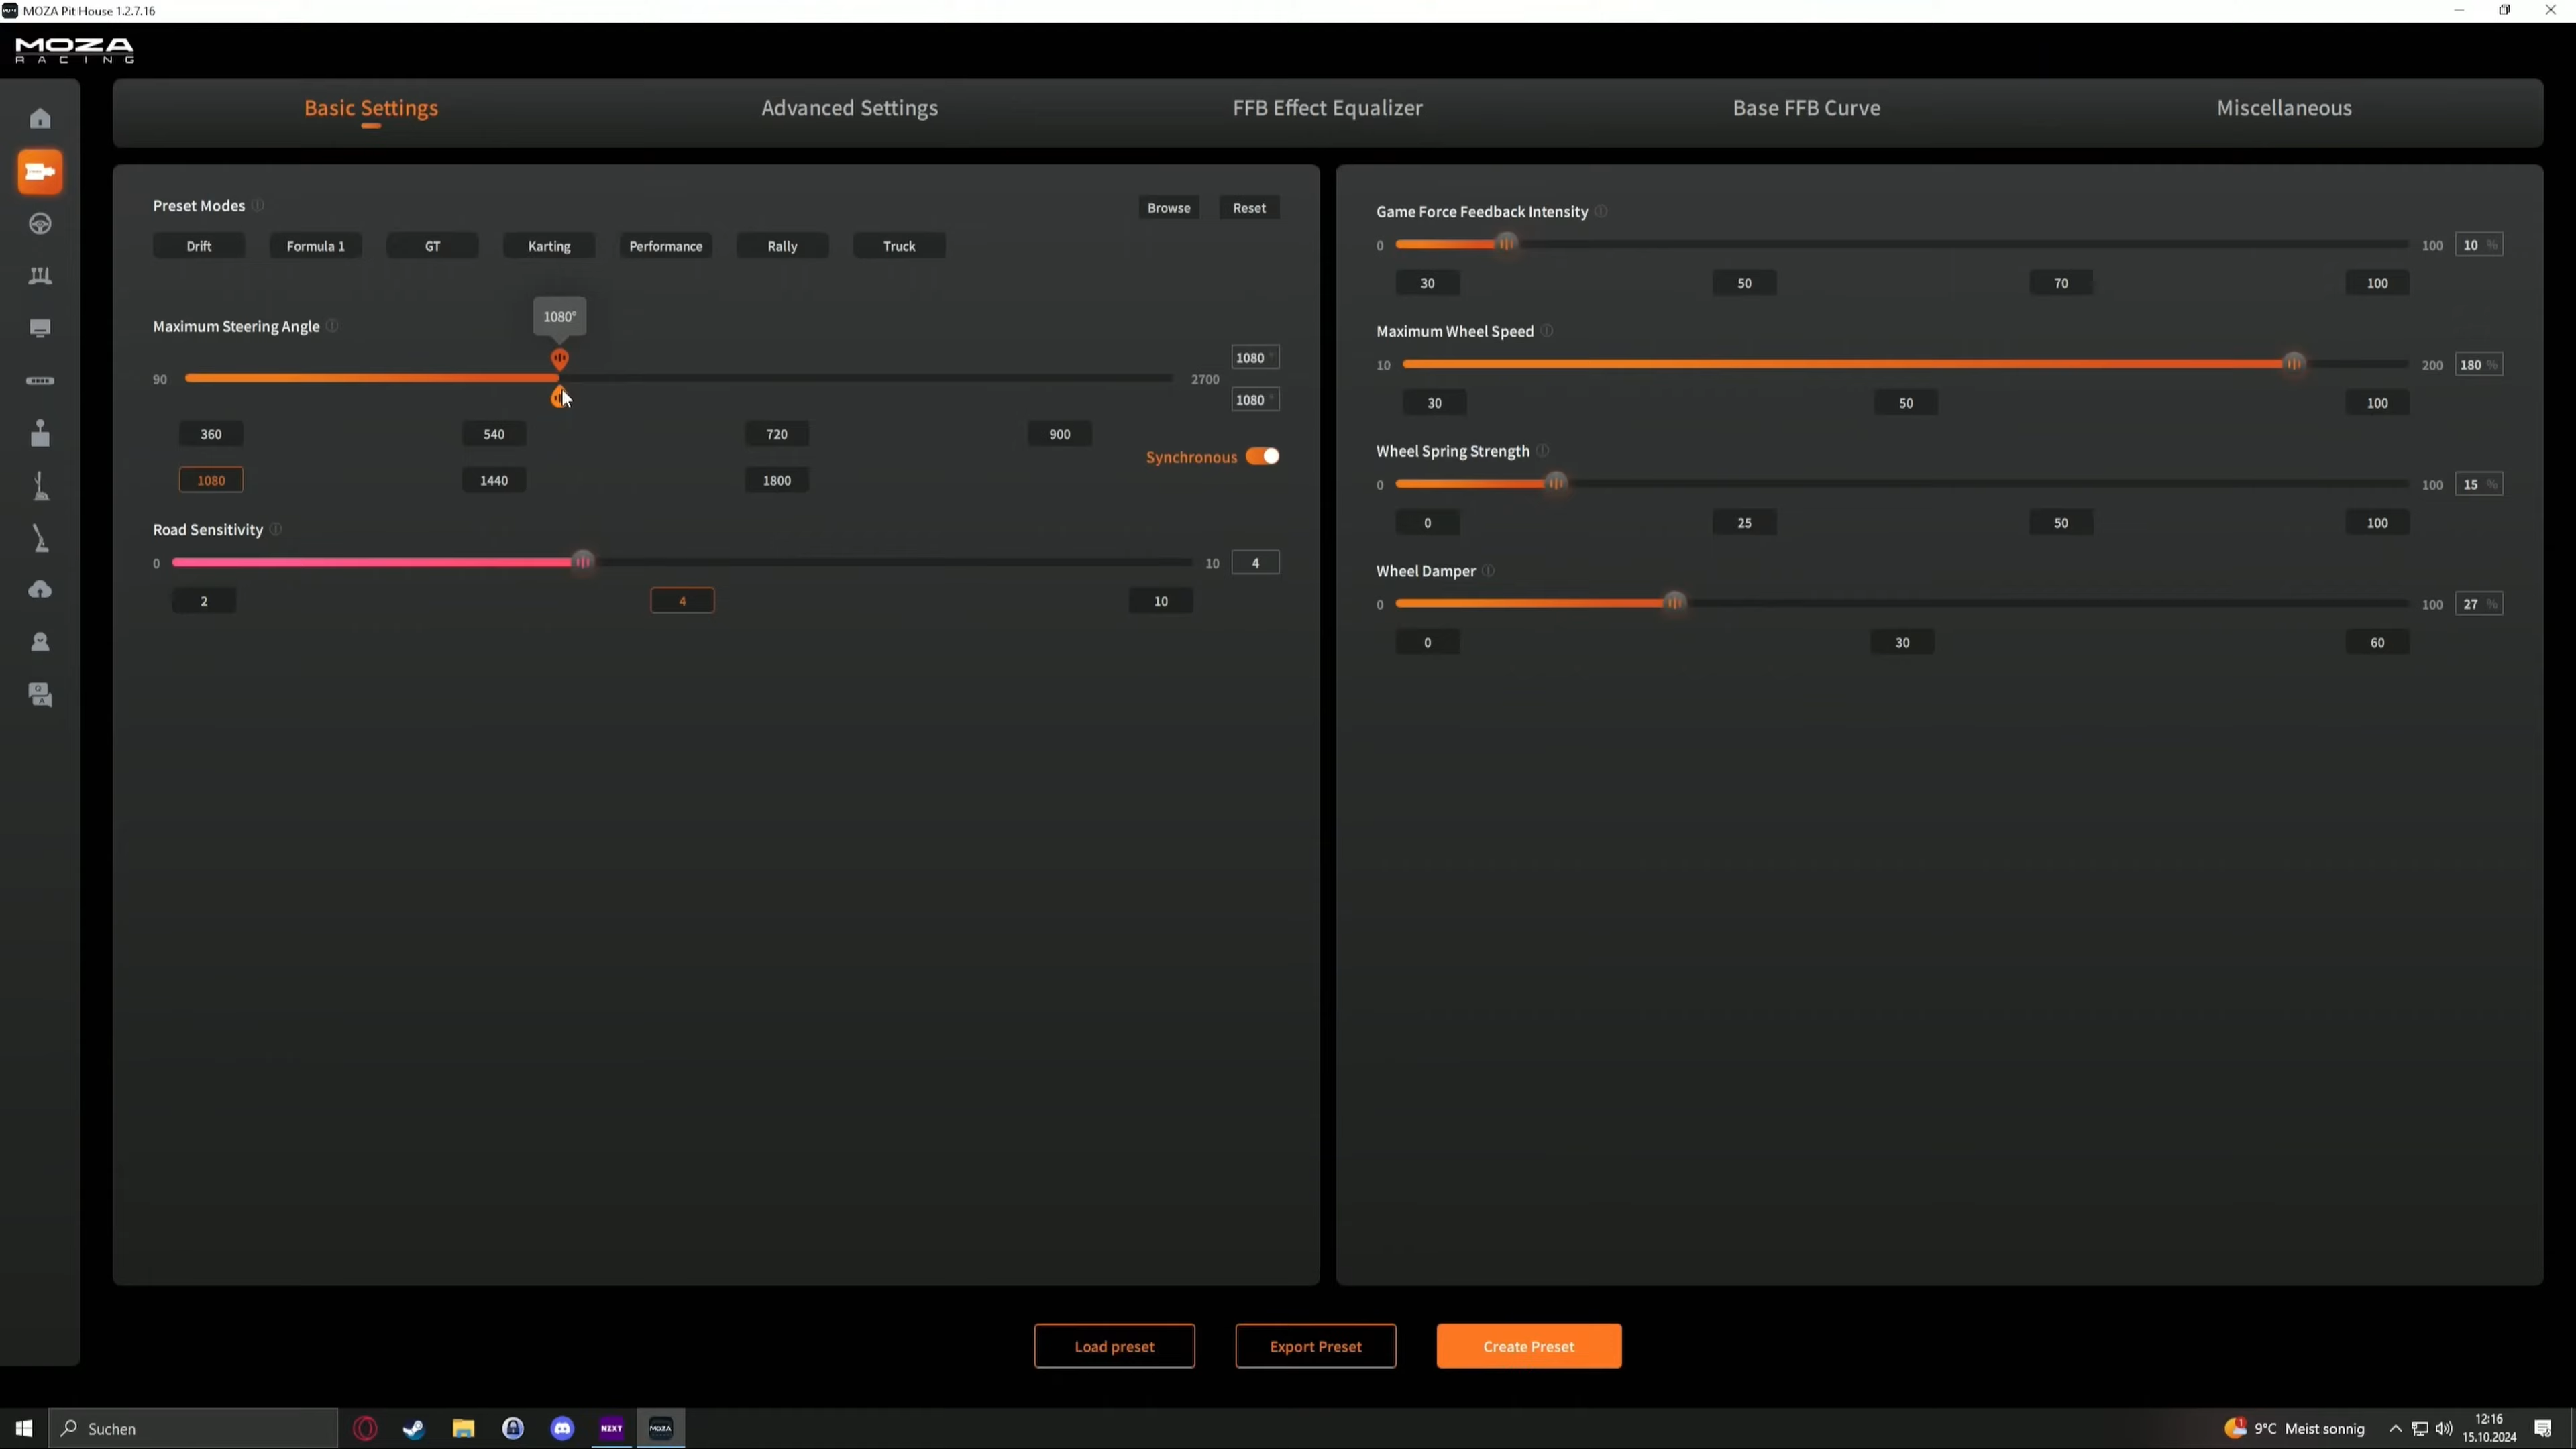 MOZA Pit House 1.2.7.16
MOZA
RACING
Basic Settings
Advanced Settings
FFB Effect Equalizer
Base FFB Curve
Miscellaneous
Preset Modes
Browse
Reset
Drift
Formula 1
GT
Karting
Performance
Rally
Truck
Maximum Steering Angle
1080°
90
2700
1080 °
1080 °
360
540
720
900
1080
1440
1800
Synchronous
Road Sensitivity
0
10
4
2
4
10
Game Force Feedback Intensity
0
100
10 %
30
50
70
100
Maximum Wheel Speed
10
200
180 %
30
50
100
Wheel Spring Strength
0
100
15 %
0
25
50
100
Wheel Damper
0
100
27 %
0
30
60
Q
A
Load preset
Export Preset
Create Preset
Suchen
NZXT
MOZA
1
9°C Meist sonnig
12:16
15.10.2024